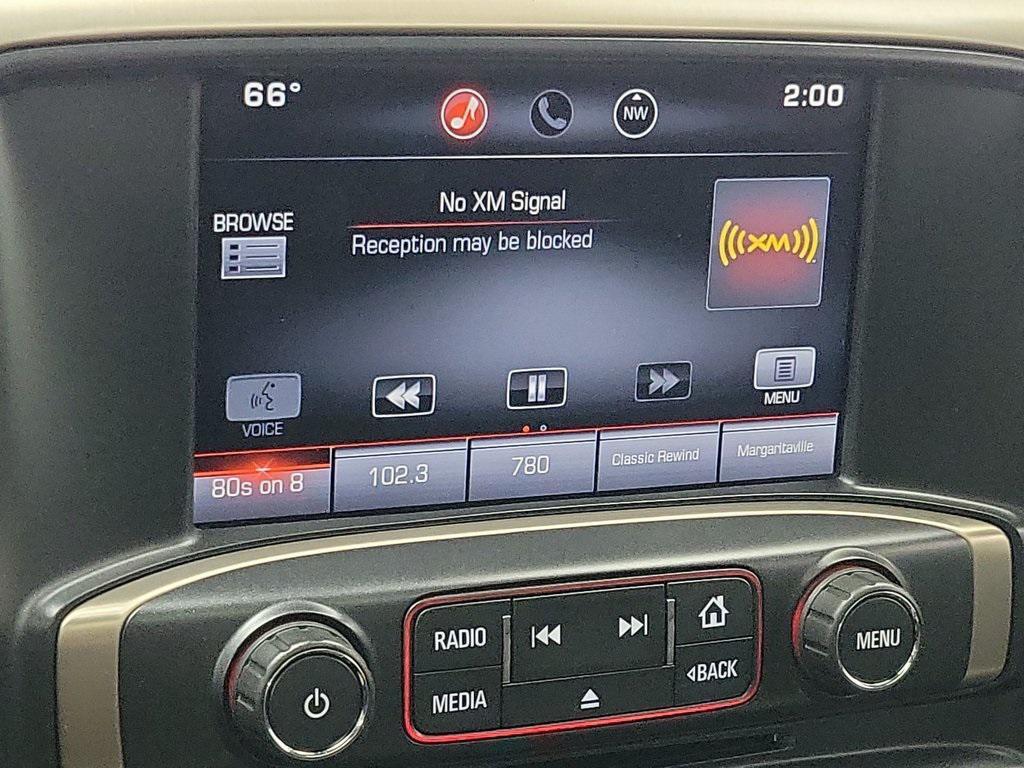 66° NW 2:00
No XM Signal
BROWSE
Reception may be blocked
((( XM )))
VOICE
MENU
80s on 8 102.3 780 Classic Rewind Margaritaville
RADIO
MENU
MEDIA
BACK